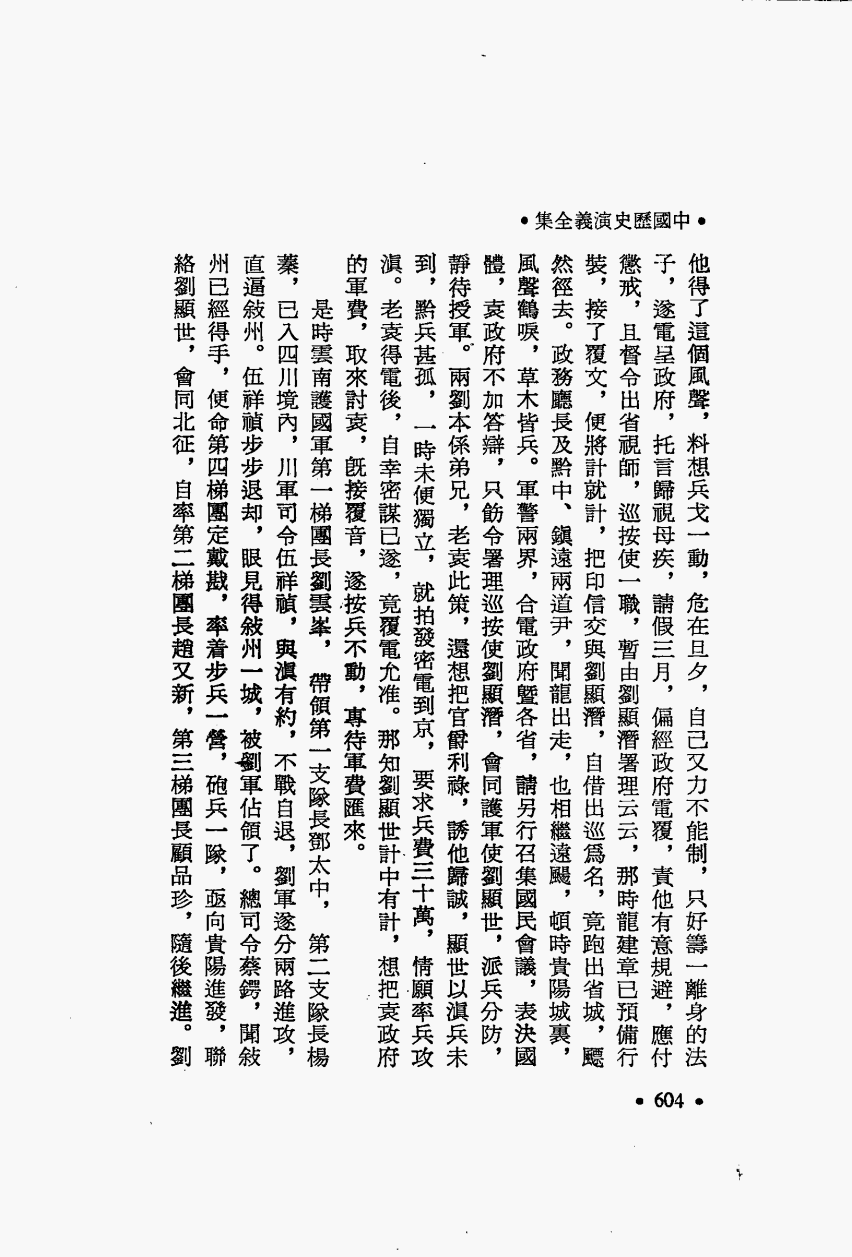 •中國歷史演義全集•
他得了這個風聲，料想兵戈一動，危在旦夕，自己又力不能制，只好籌一離身的法
子，遂電呈政府，托言歸視母疾，請假三月，偏經政府電覆，責他有意規避，應付
懲戒，且督令出省視師，巡按使一職，暫由劉顯潛署理云云，那時龍建章已預備行
裝，接了覆文，便將計就計，把印信交與劉顯潛，自借出巡爲名，竟跑出省城，飄
然徑去。政務廳長及黔中、鎭遠兩道尹，聞龍出走，也相繼遠颺，頓時貴陽城裏，
風聲鶴唳，草木皆兵。軍警兩界，合電政府暨各省，請另行召集國民會議，表決國
體，袁政府不加答辯，只飭令署理巡按使劉顯潛，會同護軍使劉顯世，派兵分防，
靜待授軍。兩劉本係弟兄，老袁此策，還想把官爵利祿，誘他歸誠，顯世以滇兵未
到，黔兵甚孤，一時未便獨立，就拍發密電到京，要求兵費三十萬，情願率兵攻
滇。老袁得電後，自幸密謀已遂，竟覆電允准。那知劉顯世計中有計，想把袁政府
的軍費，取來討袁，旣接覆音，遂按兵不動，專待軍費匯來。
是時雲南護國軍第一梯團長劉雲峯，帶領第一支隊長鄧太中，第二支隊長楊
蓁，已入四川境內，川軍司令伍祥禎，與滇有約，不戰自退，劉軍遂分兩路進攻，
直逼敍州。伍祥禎步步退却，眼見得敍州一城，被劉軍佔領了。總司令蔡鍔，聞敍
州已經得手，便命第四梯團定戴戡，率着步兵一營，砲兵一隊，亟向貴陽進發，聯
絡劉顯世，會同北征，自率第二梯團長趙又新，第三梯團長顧品珍，隨後繼進。劉
•604•